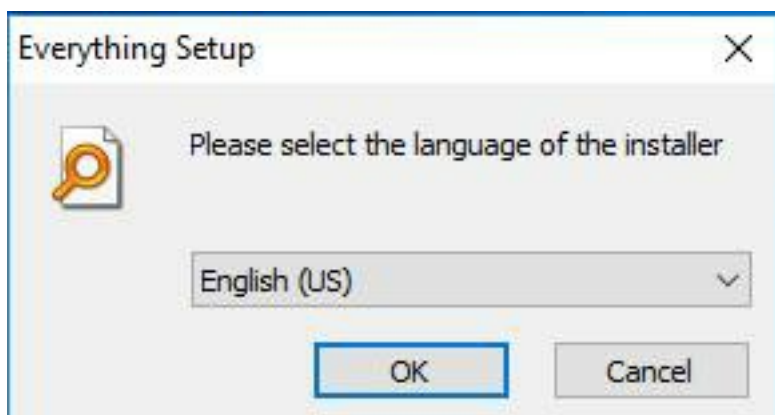 Everything Setup
Please select the language of the installer
English (US)
OK Cancel